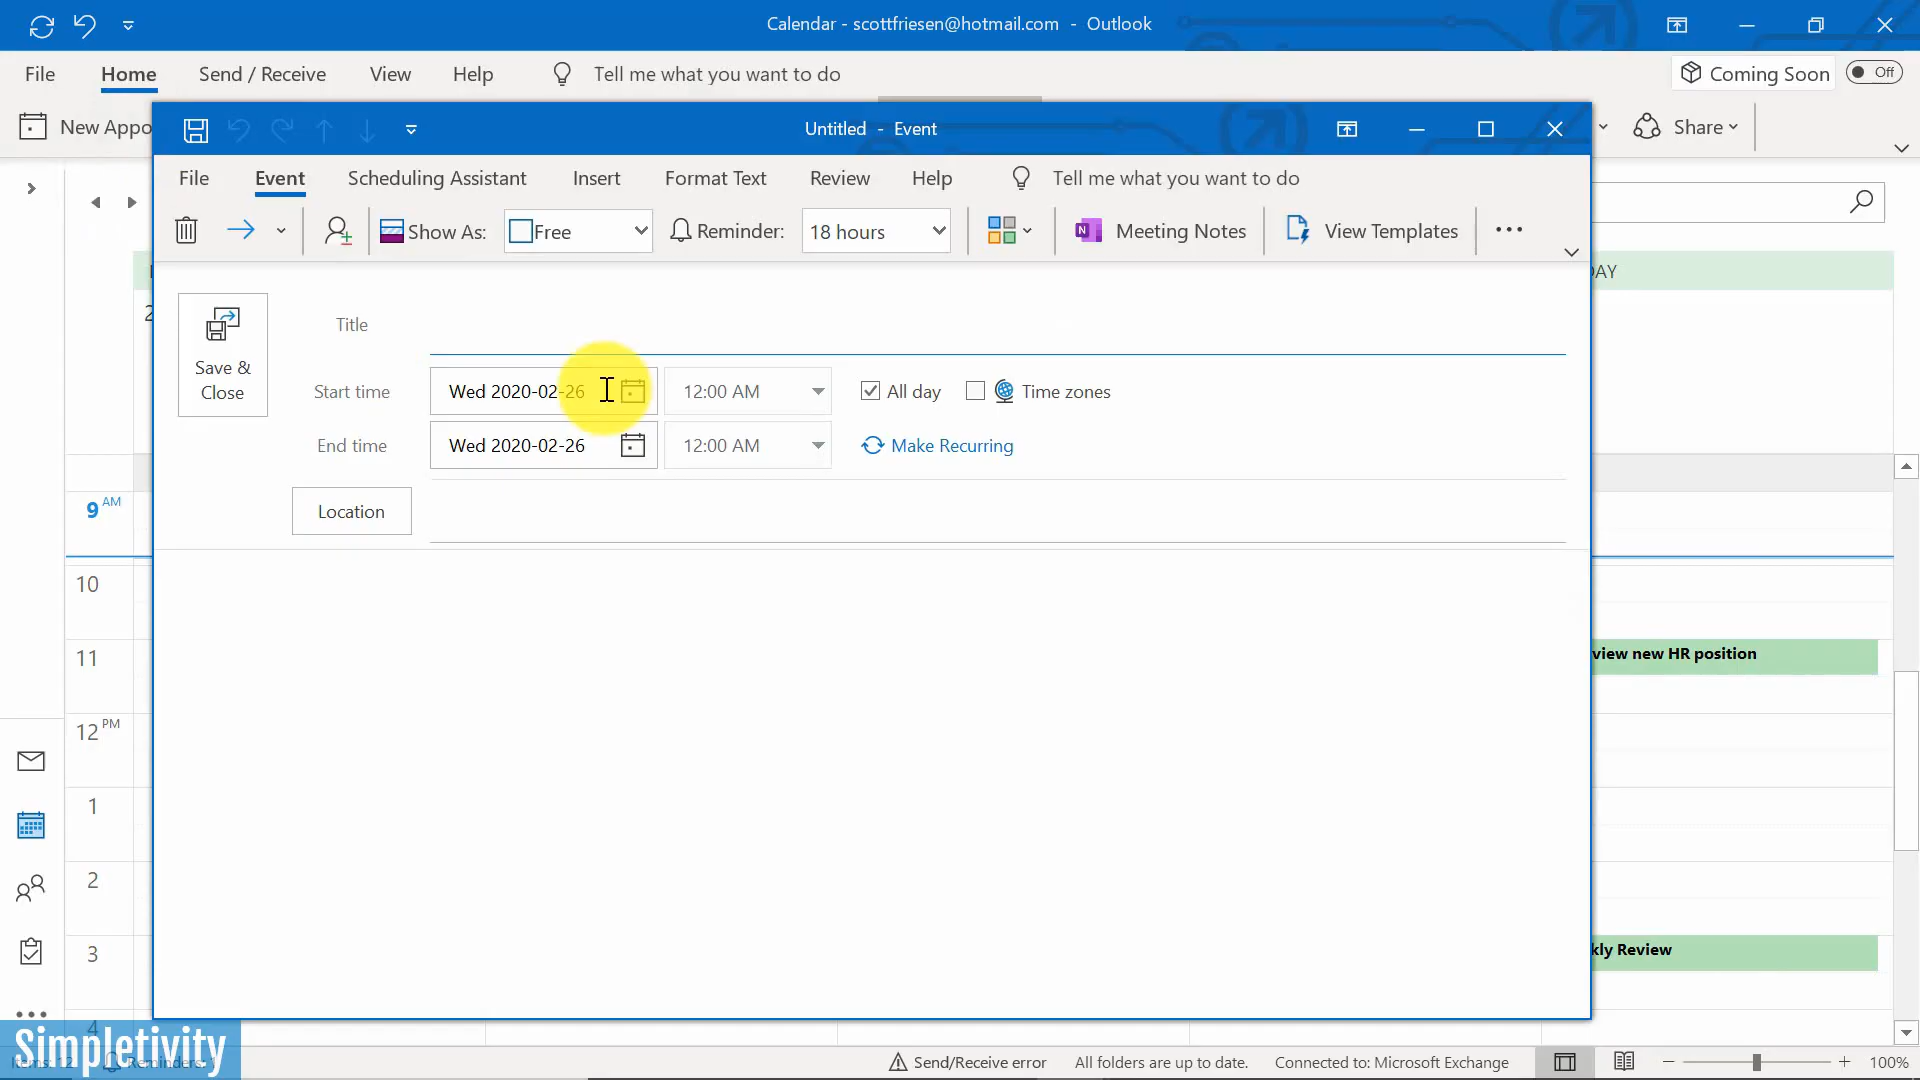 Calendar - scottfriesen@hotmail.com - Outlook
File Home Send / Receive View Help Tell me what you want to do Coming Soon Off
New Appo Share
Untitled - Event
File Event Scheduling Assistant Insert Format Text Review Help Tell me what you want to do
Show As: Free Reminder: 18 hours Meeting Notes View Templates
DAY
Title
Save & Close
Start time Wed 2020-02-26 12:00 AM All day Time zones
End time Wed 2020-02-26 12:00 AM Make Recurring
Location
9 AM
10
11
view new HR position
12 PM
1
2
3
kly Review
4
Simpletivity
Items: 12 Reminders: 1 Send/Receive error All folders are up to date. Connected to: Microsoft Exchange 100%